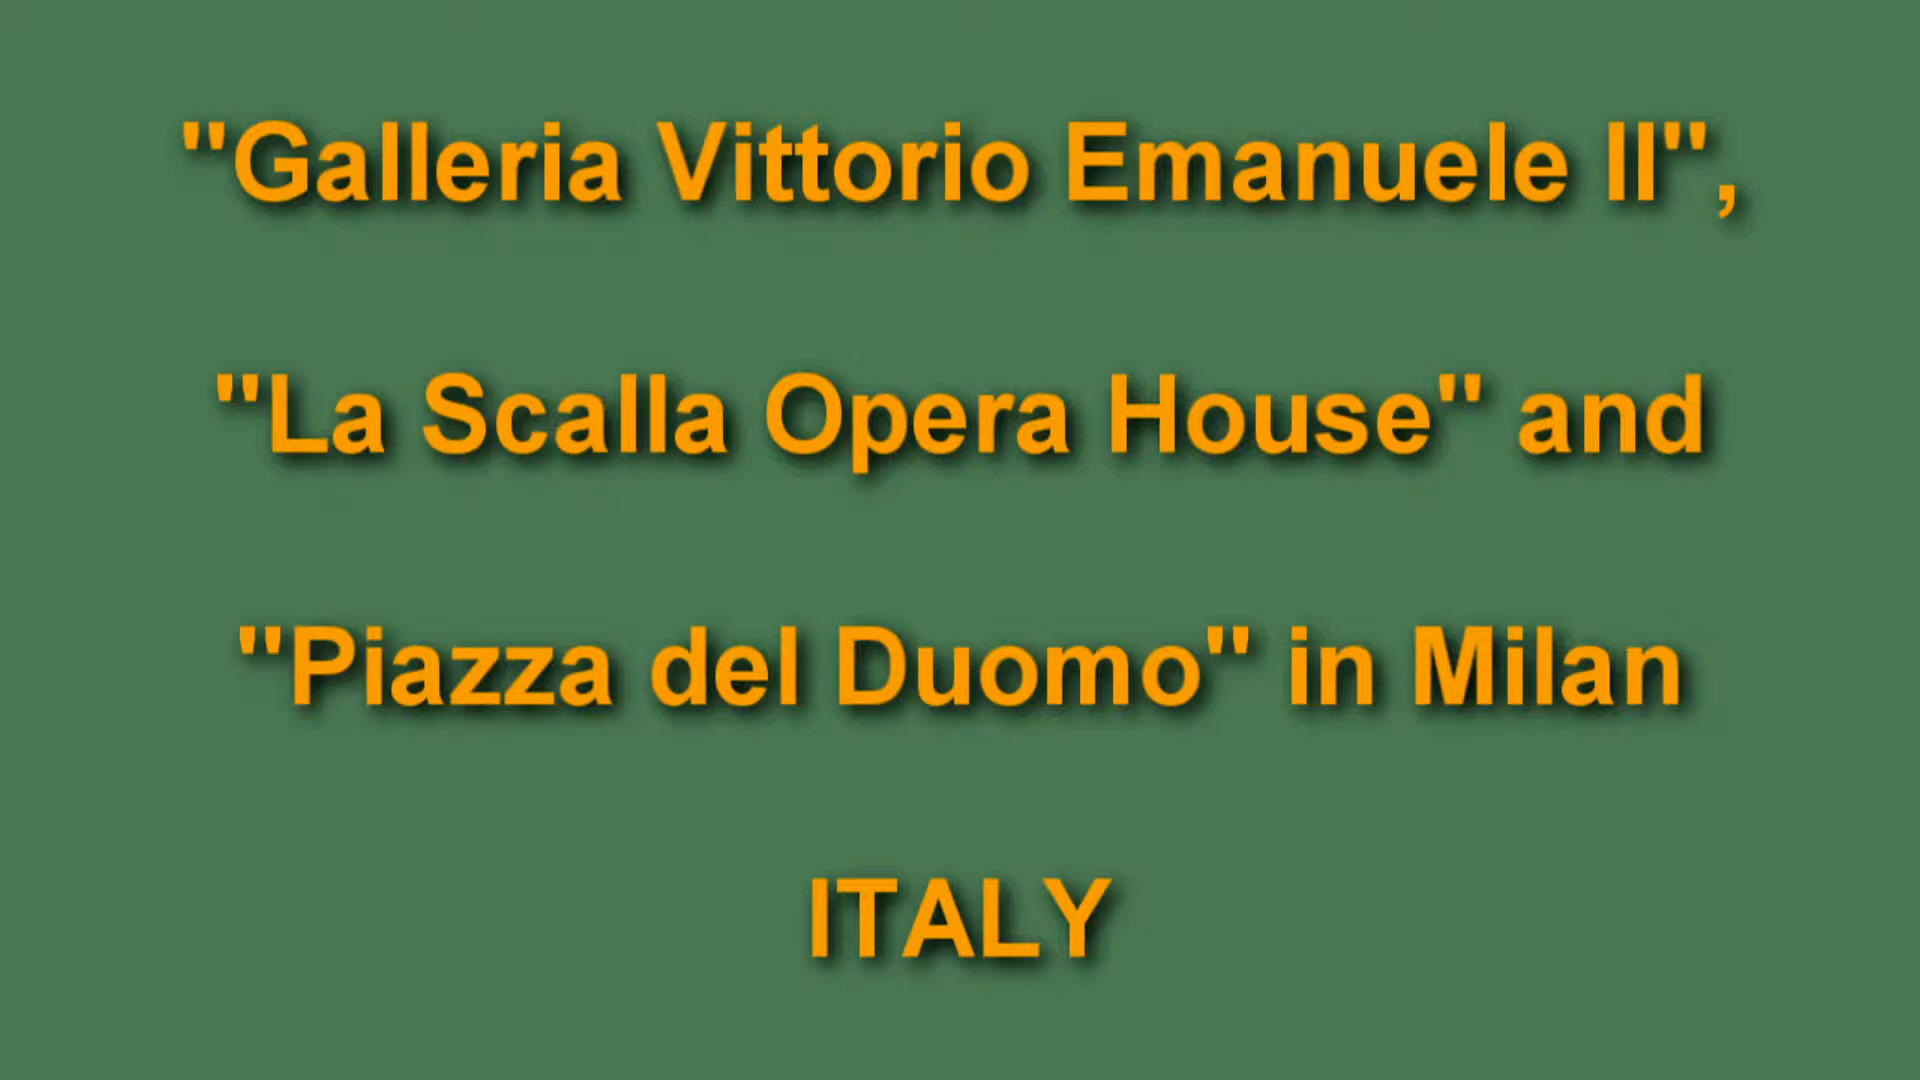 "Galleria Vittorio Emanuele II",
"La Scalla Opera House" and
"Piazza del Duomo" in Milan
ITALY